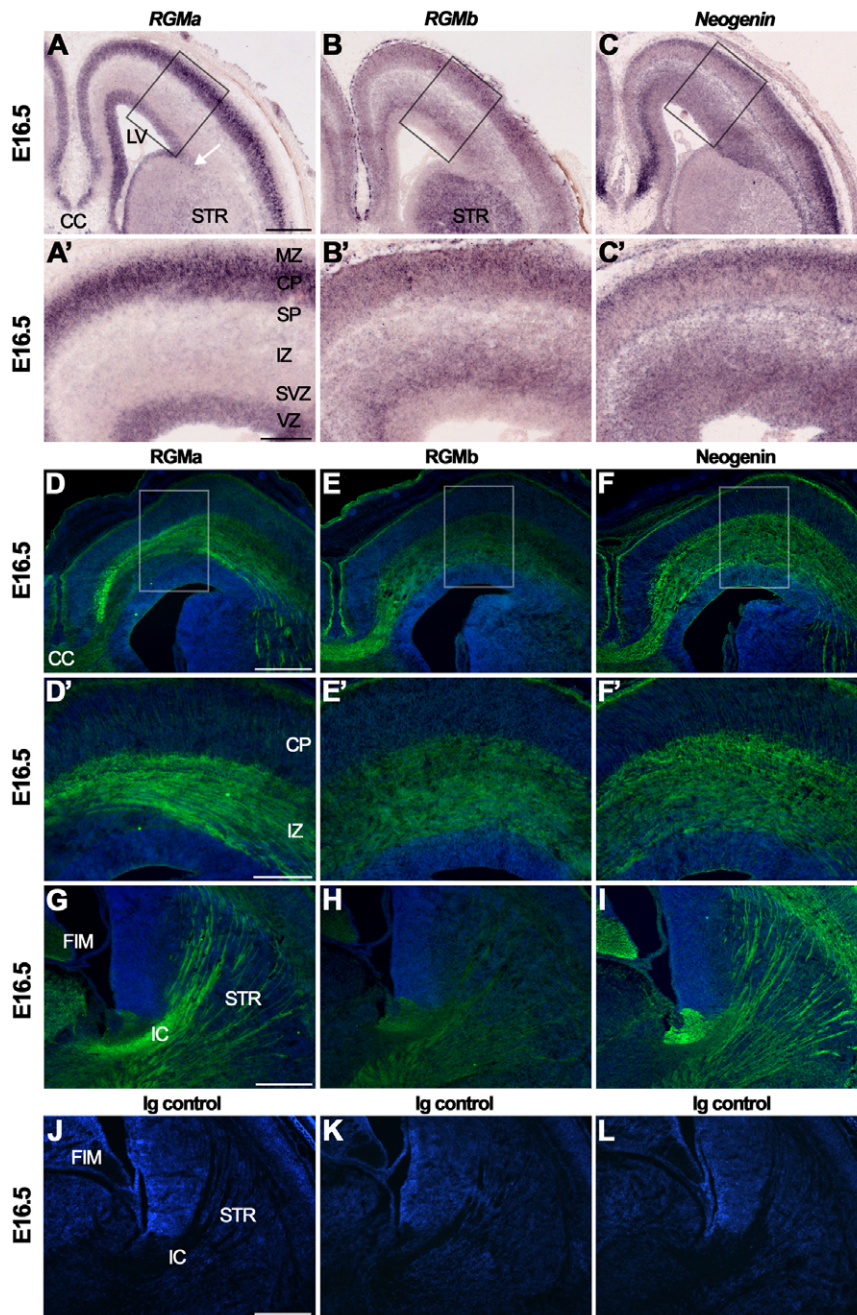 RGMa RGMb Neogenin
E16.5
A B C
LV
CC STR STR
E16.5
A' B' C'
MZ
CP
SP
IZ
SVZ
VZ
RGMa RGMb Neogenin
E16.5
D E F
CC
E16.5
D' E' F'
CP
IZ
E16.5
G H I
FIM
STR
IC
Ig control Ig control Ig control
E16.5
J K L
FIM
STR
IC